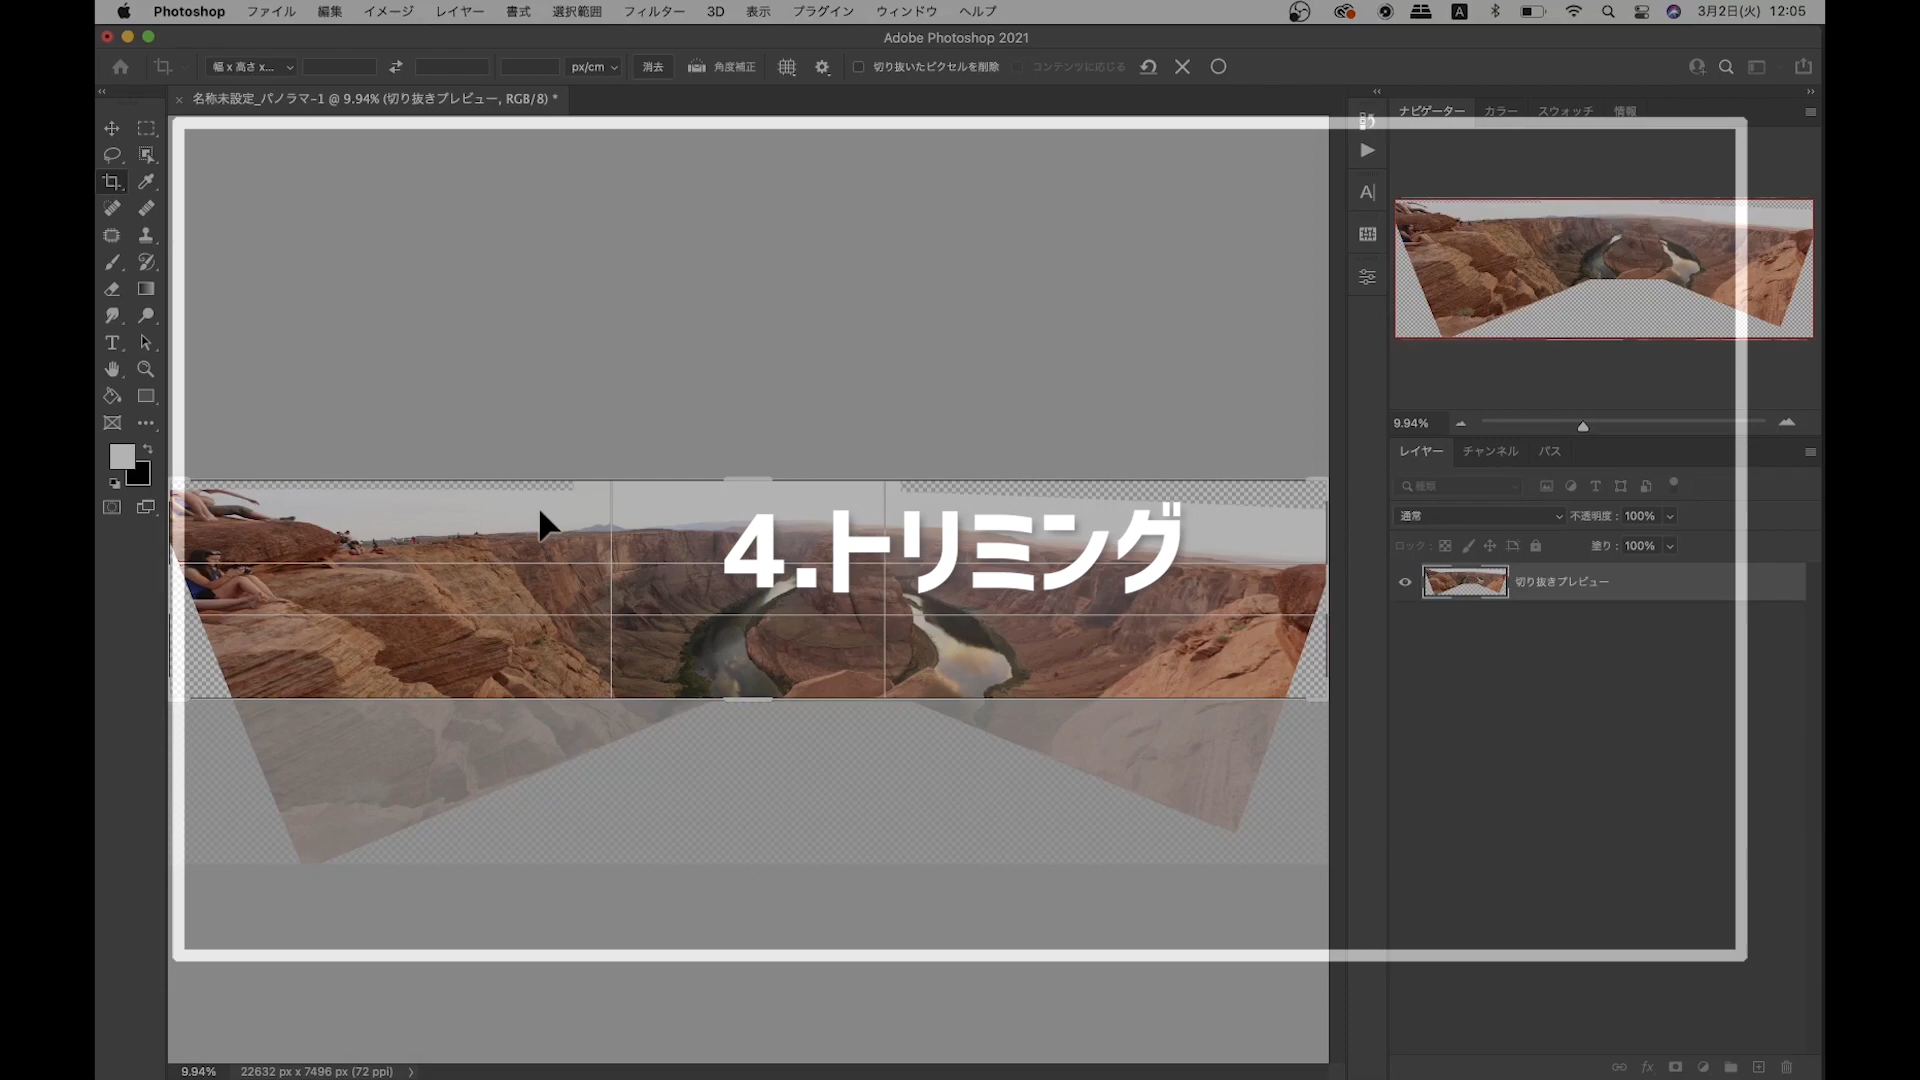 Photoshop ファイル 編集 イメージ レイヤー 書式 選択範囲 フィルター 3D 表示 プラグイン ウィンドウ ヘルプ A 3月2日(火) 12:05
Adobe Photoshop 2021
幅 x 高さ x... px/cm 消去 角度補正 切り抜いたピクセルを削除 コンテンツに応じる
名称未設定_パノラマ-1 @ 9.94% (切り抜きプレビュー, RGB/8) *
ナビゲーター カラー スウォッチ 情報
9.94%
レイヤー チャンネル パス
種類
通常 不透明度: 100%
ロック: 塗り: 100%
切り抜きプレビュー
4.トリミング
9.94% 22632 px x 7496 px (72 ppi)
fx